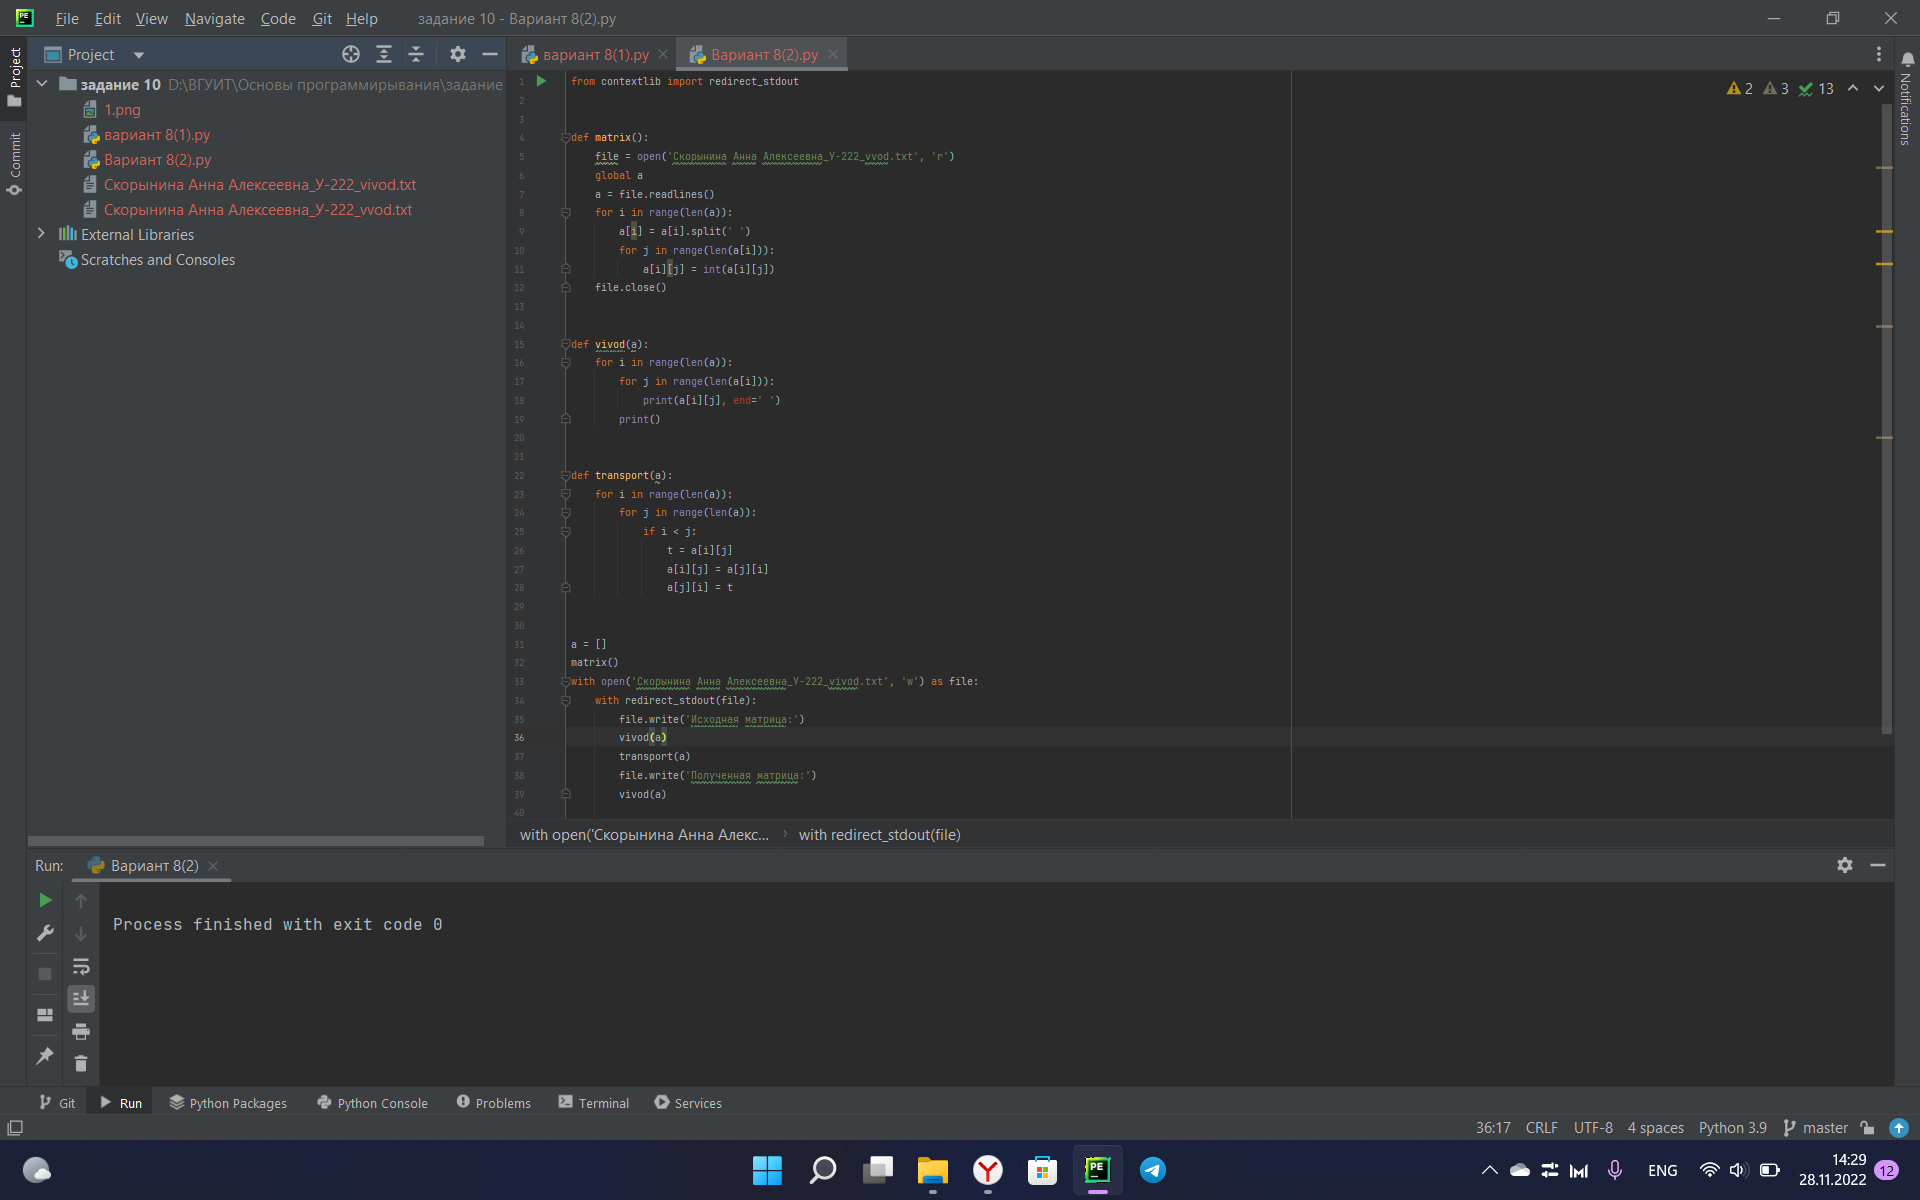 File Edit View Navigate Code Git Help задание 10 - Вариант 8(2).py
Project
Commit
Notifications
Project
задание 10 D:\ВГУИТ\Основы программирывания\задание
1.png
вариант 8(1).py
Вариант 8(2).py
Скорынина Анна Алексеевна_У-222_vivod.txt
Скорынина Анна Алексеевна_У-222_vvod.txt
External Libraries
Scratches and Consoles
вариант 8(1).py Вариант 8(2).py
2 3 13
1 from contextlib import redirect_stdout
2
3
4 def matrix():
5 file = open('Скорынина Анна Алексеевна_У-222_vvod.txt', 'r')
6 global a
7 a = file.readlines()
8 for i in range(len(a)):
9 a[i] = a[i].split(' ')
10 for j in range(len(a[i])):
11 a[i][j] = int(a[i][j])
12 file.close()
13
14
15 def vivod(a):
16 for i in range(len(a)):
17 for j in range(len(a[i])):
18 print(a[i][j], end=' ')
19 print()
20
21
22 def transport(a):
23 for i in range(len(a)):
24 for j in range(len(a)):
25 if i < j:
26 t = a[i][j]
27 a[i][j] = a[j][i]
28 a[j][i] = t
29
30
31 a = []
32 matrix()
33 with open('Скорынина Анна Алексеевна_У-222_vivod.txt', 'w') as file:
34 with redirect_stdout(file):
35 file.write('Исходная матрица:')
36 vivod(a)
37 transport(a)
38 file.write('Полученная матрица:')
39 vivod(a)
40
with open('Скорынина Анна Алекс... › with redirect_stdout(file)
Run: Вариант 8(2)
Process finished with exit code 0
Git Run Python Packages Python Console Problems Terminal Services
36:17 CRLF UTF-8 4 spaces Python 3.9 master
ENG 14:29
28.11.2022 12